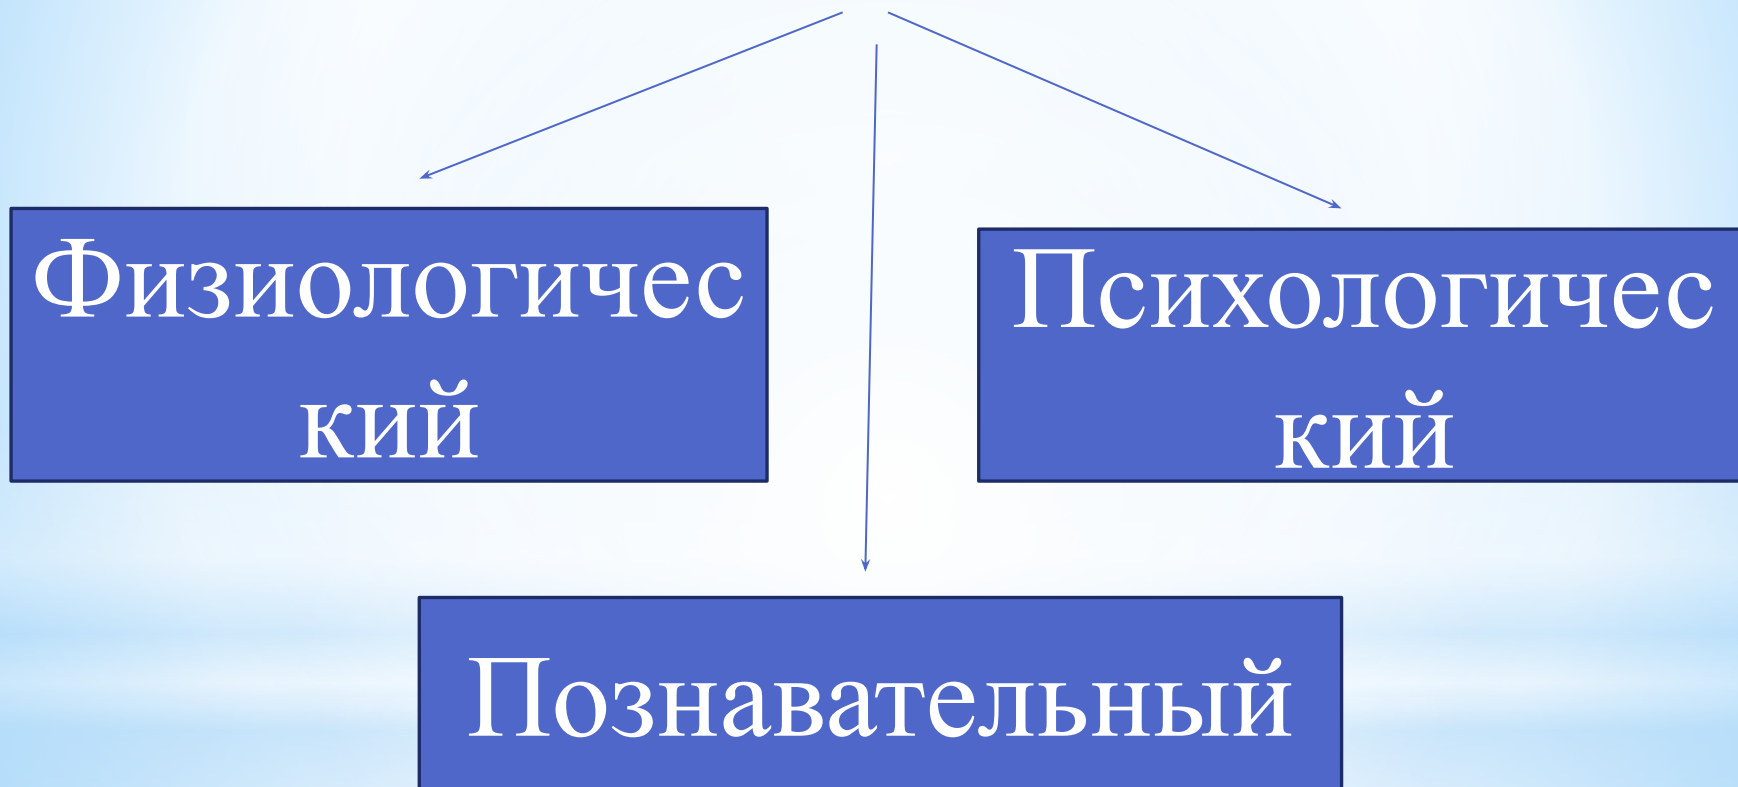 Физиологичес
кий
Психологичес
кий
Познавательный